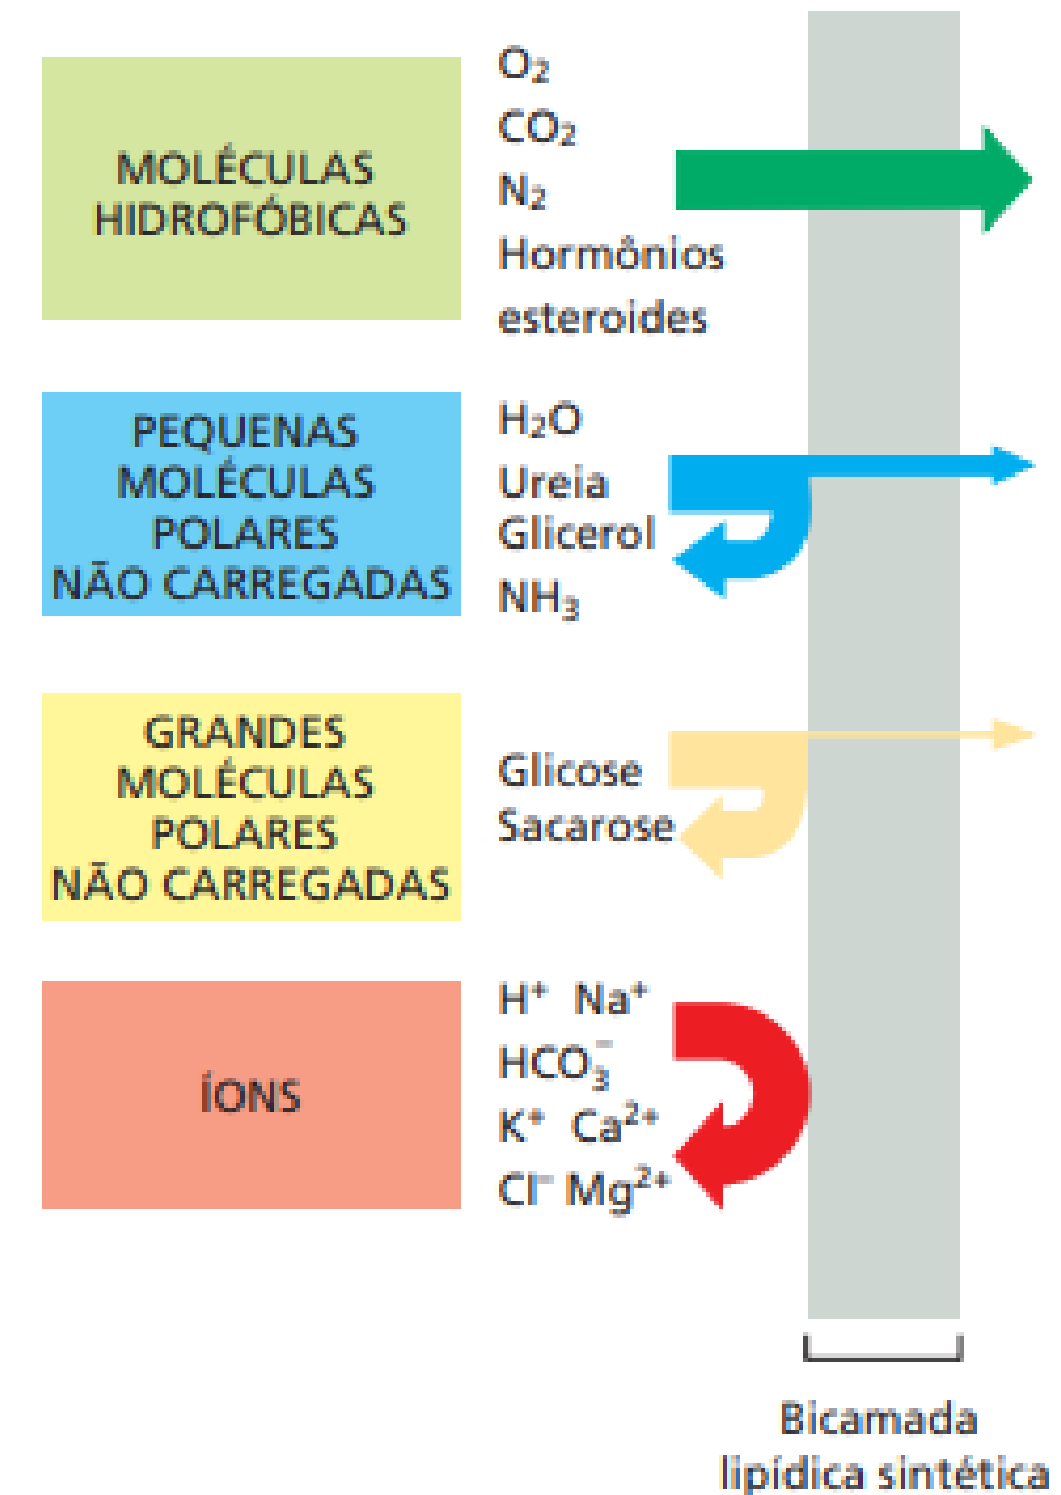 MOLÉCULAS
HIDROFÓBICAS
O₂
CO₂
N₂
Hormônios
esteroides
PEQUENAS
MOLÉCULAS
POLARES
NÃO CARREGADAS
H₂O
Ureia
Glicerol
NH₃
GRANDES
MOLÉCULAS
POLARES
NÃO CARREGADAS
Glicose
Sacarose
ÍONS
H⁺ Na⁺
HCO₃⁻
K⁺ Ca²⁺
Cl⁻ Mg²⁺
Bicamada
lipídica sintética